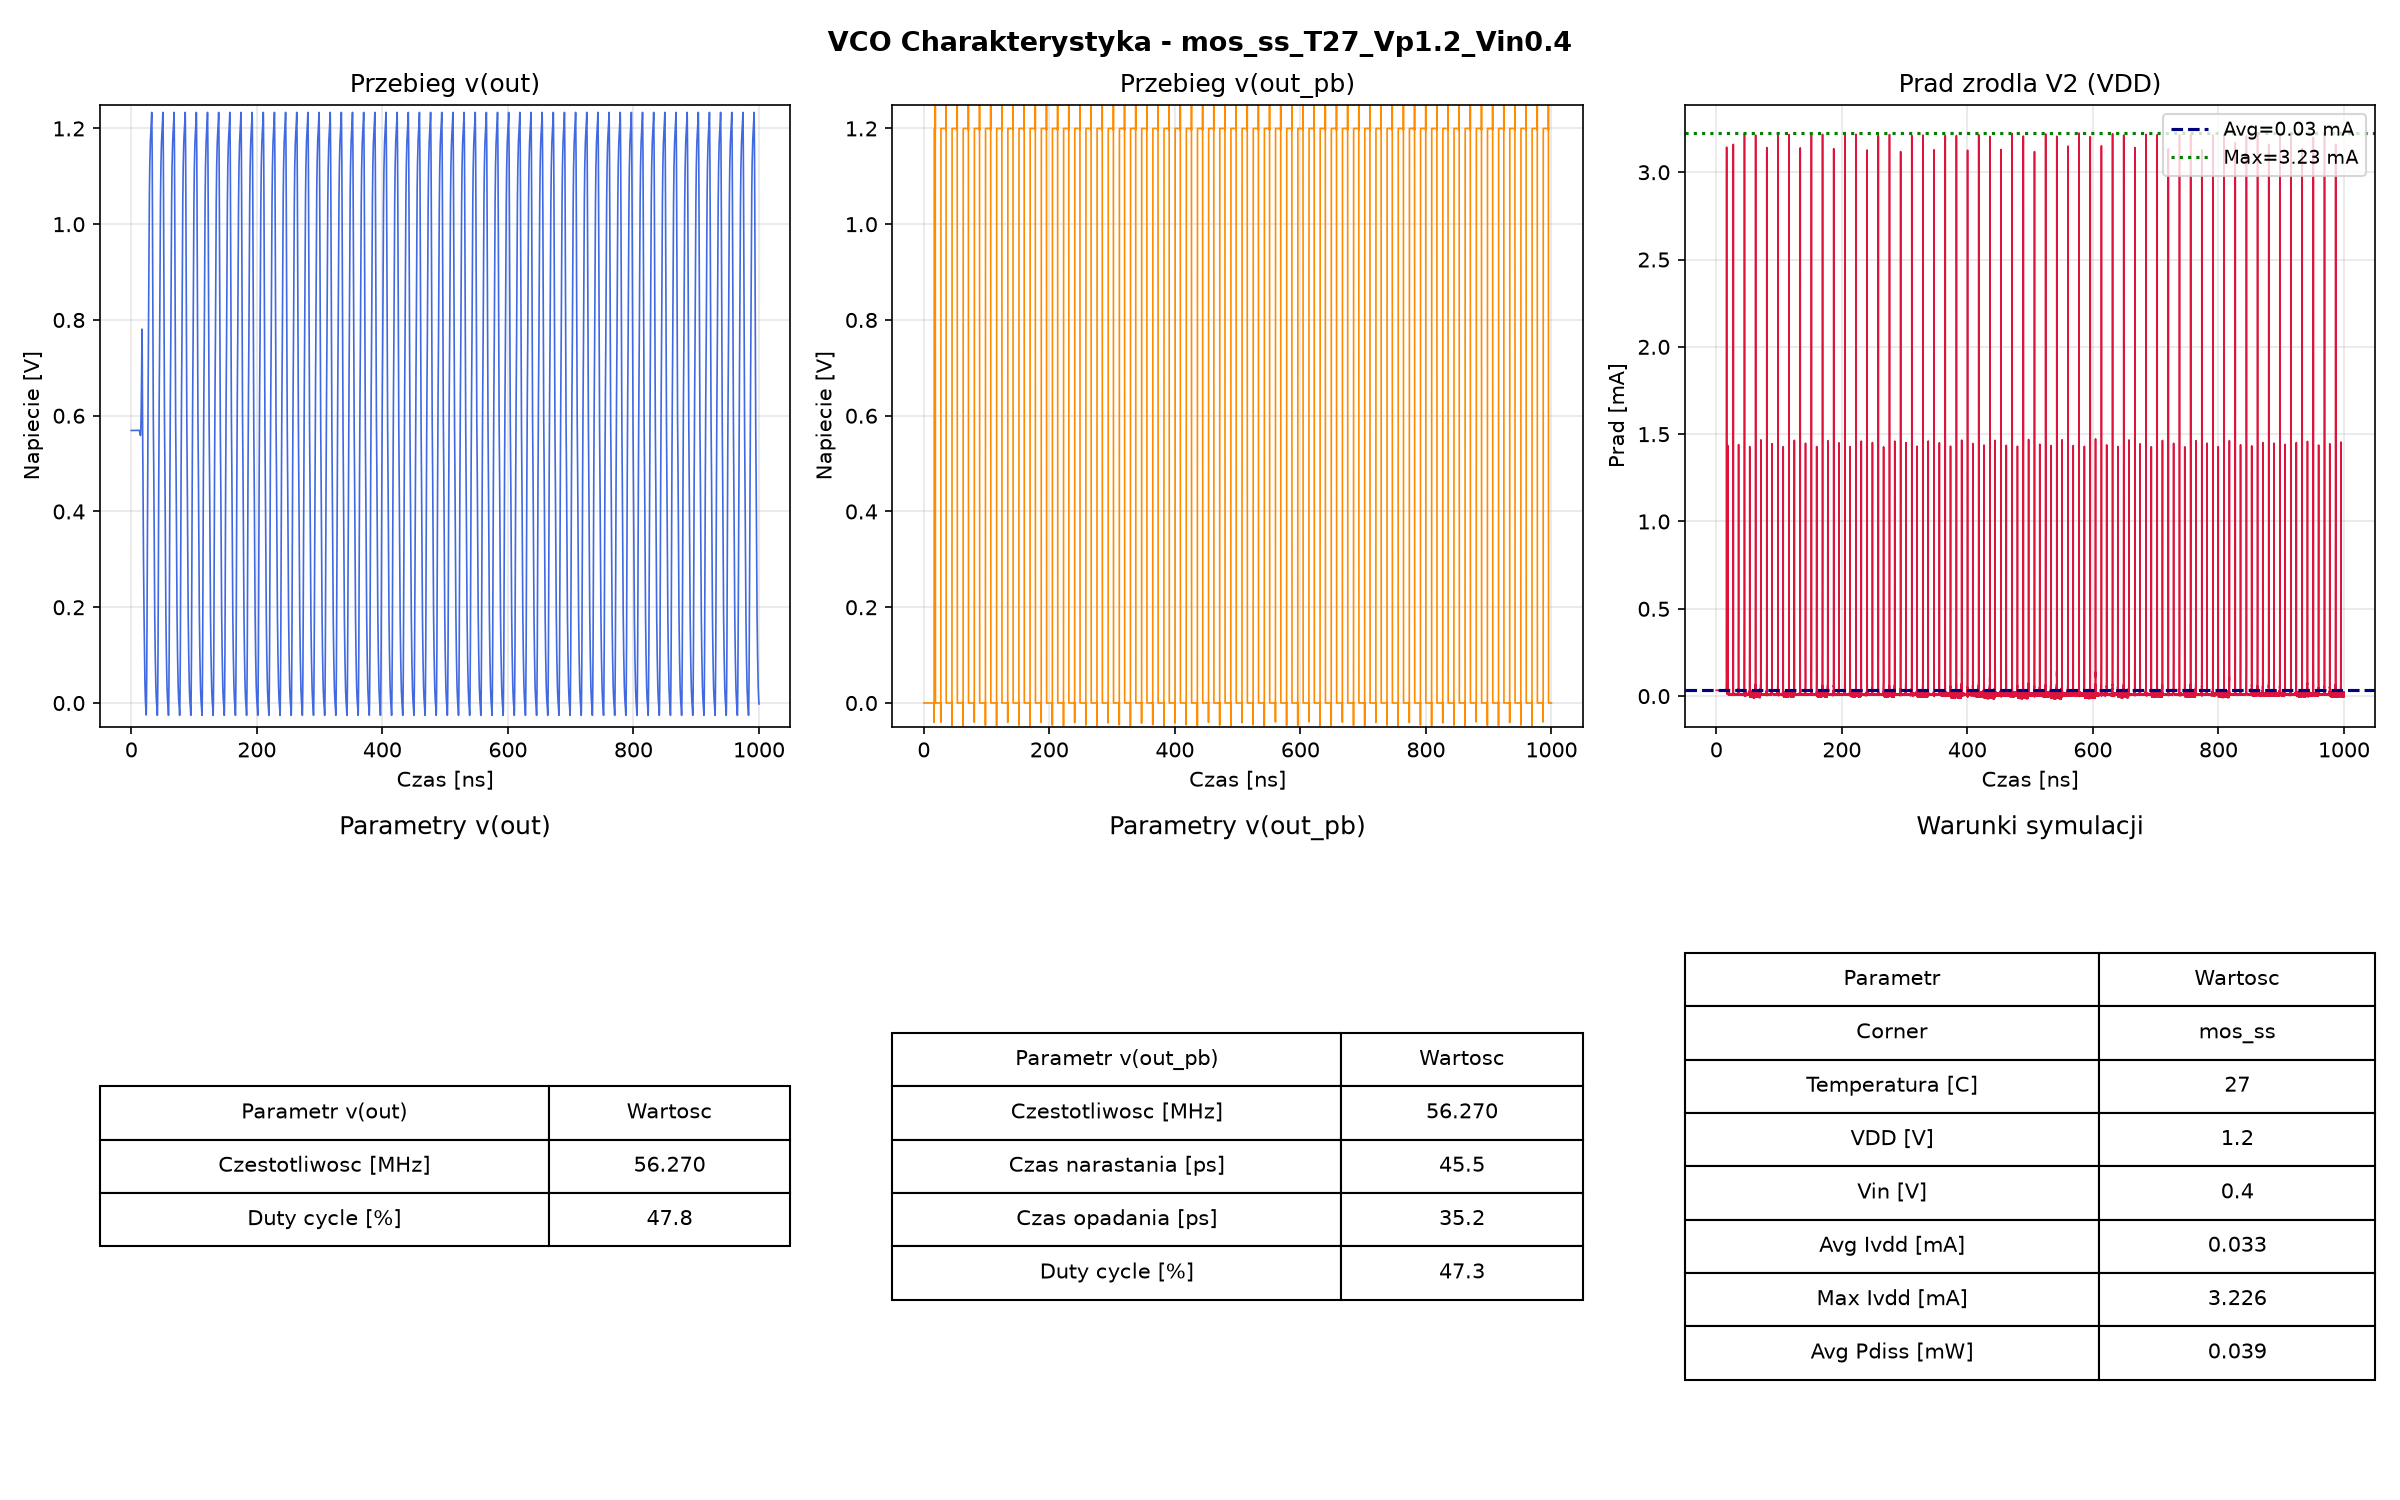 VCO Charakterystyka - mos_ss_T27_Vp1.2_Vin0.4
Przebieg v(out)
Napiecie [V]
1.2
1.0
0.8
0.6
0.4
0.2
0.0
0 200 400 600 800 1000
Czas [ns]
Przebieg v(out_pb)
Napiecie [V]
1.2
1.0
0.8
0.6
0.4
0.2
0.0
0 200 400 600 800 1000
Czas [ns]
Prad zrodla V2 (VDD)
Prad [mA]
Avg=0.03 mA
Max=3.23 mA
3.0
2.5
2.0
1.5
1.0
0.5
0.0
0 200 400 600 800 1000
Czas [ns]
Parametry v(out)
Parametr v(out) Wartosc
Czestotliwosc [MHz] 56.270
Duty cycle [%] 47.8
Parametry v(out_pb)
Parametr v(out_pb) Wartosc
Czestotliwosc [MHz] 56.270
Czas narastania [ps] 45.5
Czas opadania [ps] 35.2
Duty cycle [%] 47.3
Warunki symulacji
Parametr Wartosc
Corner mos_ss
Temperatura [C] 27
VDD [V] 1.2
Vin [V] 0.4
Avg Ivdd [mA] 0.033
Max Ivdd [mA] 3.226
Avg Pdiss [mW] 0.039